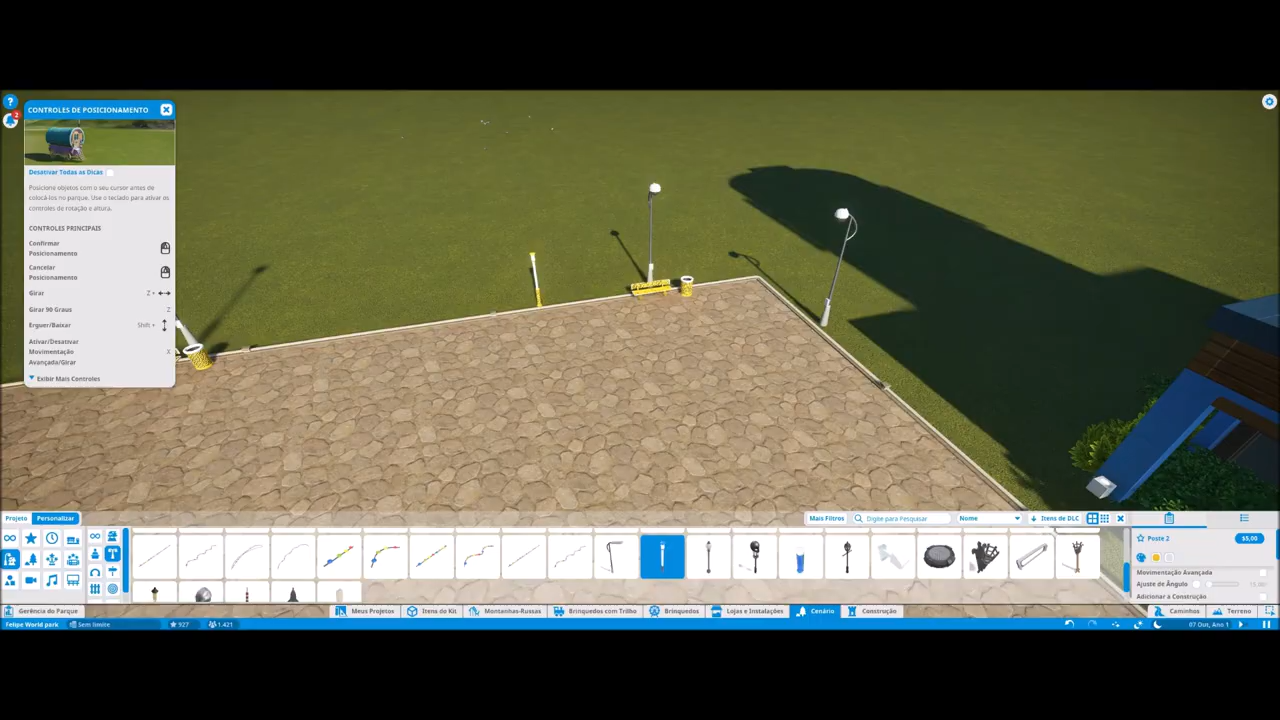 ?
2
CONTROLES DE POSICIONAMENTO
Desativar Todas as Dicas
Posicione objetos com o seu cursor antes de
colocá-los no parque. Use o teclado para ativar os
controles de rotação e altura.
CONTROLES PRINCIPAIS
Confirmar
Posicionamento
Cancelar
Posicionamento
Girar Z +
Girar 90 Graus Z
Erguer/Baixar Shift +
Ativar/Desativar
Movimentação X
Avançada/Girar
Exibir Mais Controles
Projeto Personalizar
Mais Filtros Digite para Pesquisar Nome Itens de DLC
Poste 2 $5,00
Movimentação Avançada
Ajuste de Ângulo
Adicionar a Construção
Gerência do Parque Meus Projetos Itens do Kit Montanhas-Russas Brinquedos com Trilho Brinquedos Lojas e Instalações Cenário Construção Caminhos Terreno
Felipe World park Sem limite 927 1.421 07 Out, Ano 1